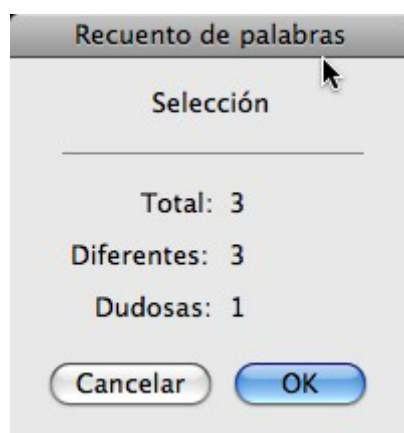 Recuento de palabras
Selección
Total: 3
Diferentes: 3
Dudosas: 1
Cancelar OK